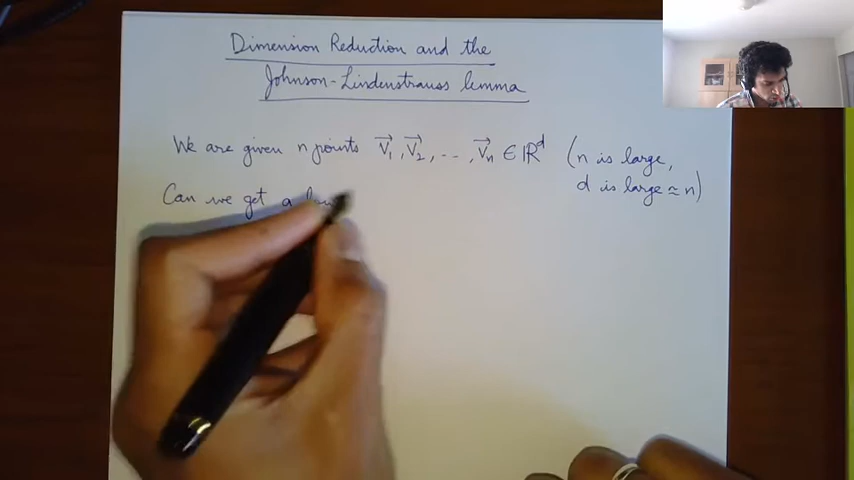 Dimension Reduction and the
Johnson-Lindenstrauss lemma
We are given n points v⃗₁, v⃗₂, ..., v⃗ₙ ∈ ℝᵈ (n is large,
d is large ≃ n)
Can we get a